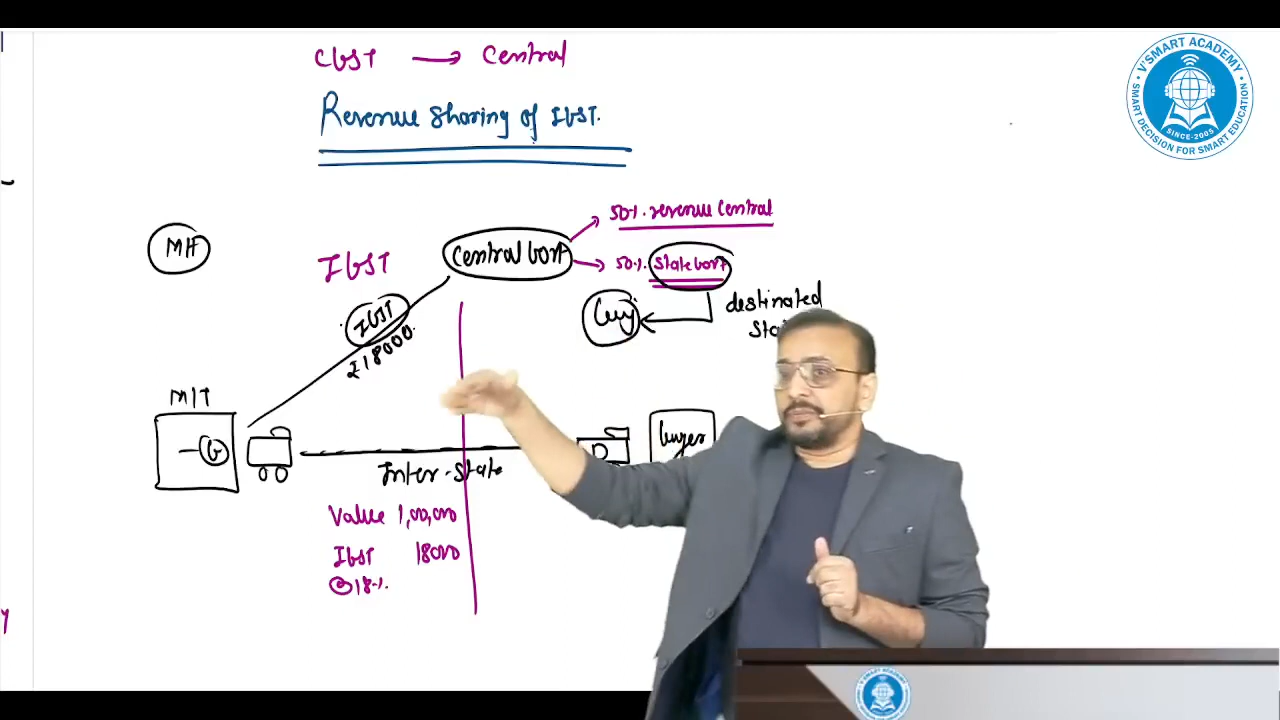 CGST → Central
Revenue Sharing of IGST.
V'SMART ACADEMY
SMART DECISION FOR SMART EDUCATION
SINCE-2005
MH
IGST
Central Govt
50%. revenue Central
50%. State Govt
destinated
Guj
IGST
₹18000
M/T
G
Inter-State
D
buyer
Value 1,00,000
IGST 18000
@18%.